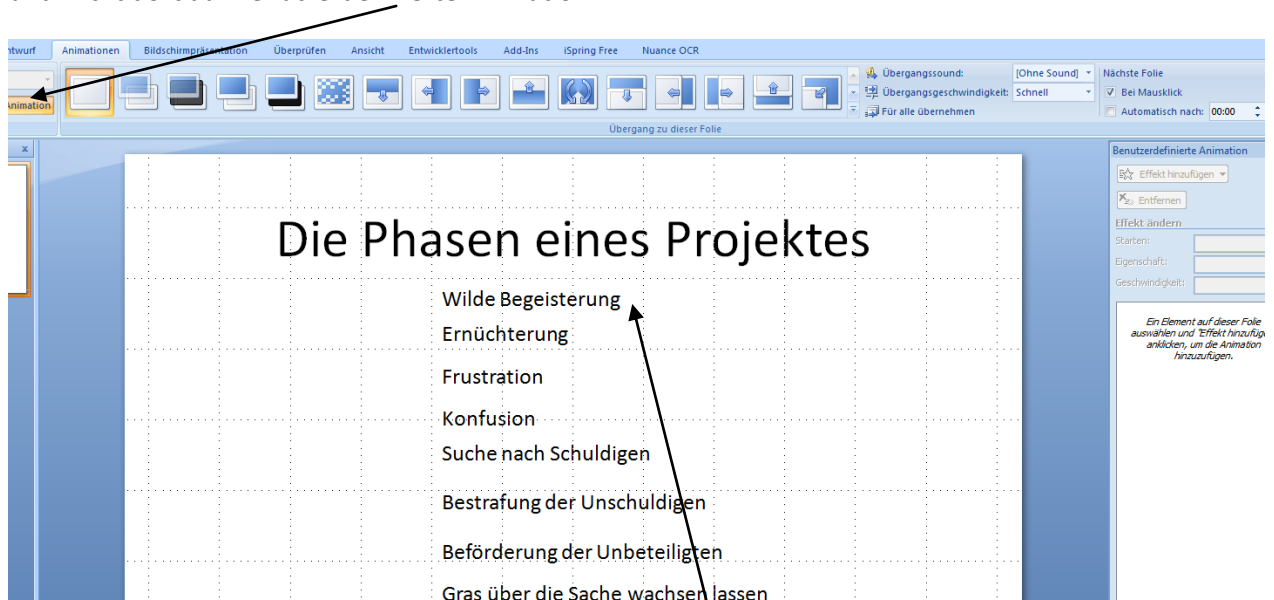 Animationen Bildschirmpräsentation Überprüfen Ansicht Entwicklertools Add-Ins iSpring Free Nuance OCR
Animation
Übergangssound: [Ohne Sound]
Übergangsgeschwindigkeit: Schnell
Für alle übernehmen
Nächste Folie
Bei Mausklick
Automatisch nach: 00:00
Übergang zu dieser Folie
x
Die Phasen eines Projektes
Wilde Begeisterung
Ernüchterung
Frustration
Konfusion
Suche nach Schuldigen
Bestrafung der Unschuldigen
Beförderung der Unbeteiligten
Gras über die Sache wachsen lassen
Benutzerdefinierte Animation
Effekt hinzufügen
Entfernen
Effekt ändern
Starten:
Eigenschaft:
Geschwindigkeit:
Ein Element auf dieser Folie
auswählen und "Effekt hinzufüg
anklicken, um die Animation
hinzuzufügen.